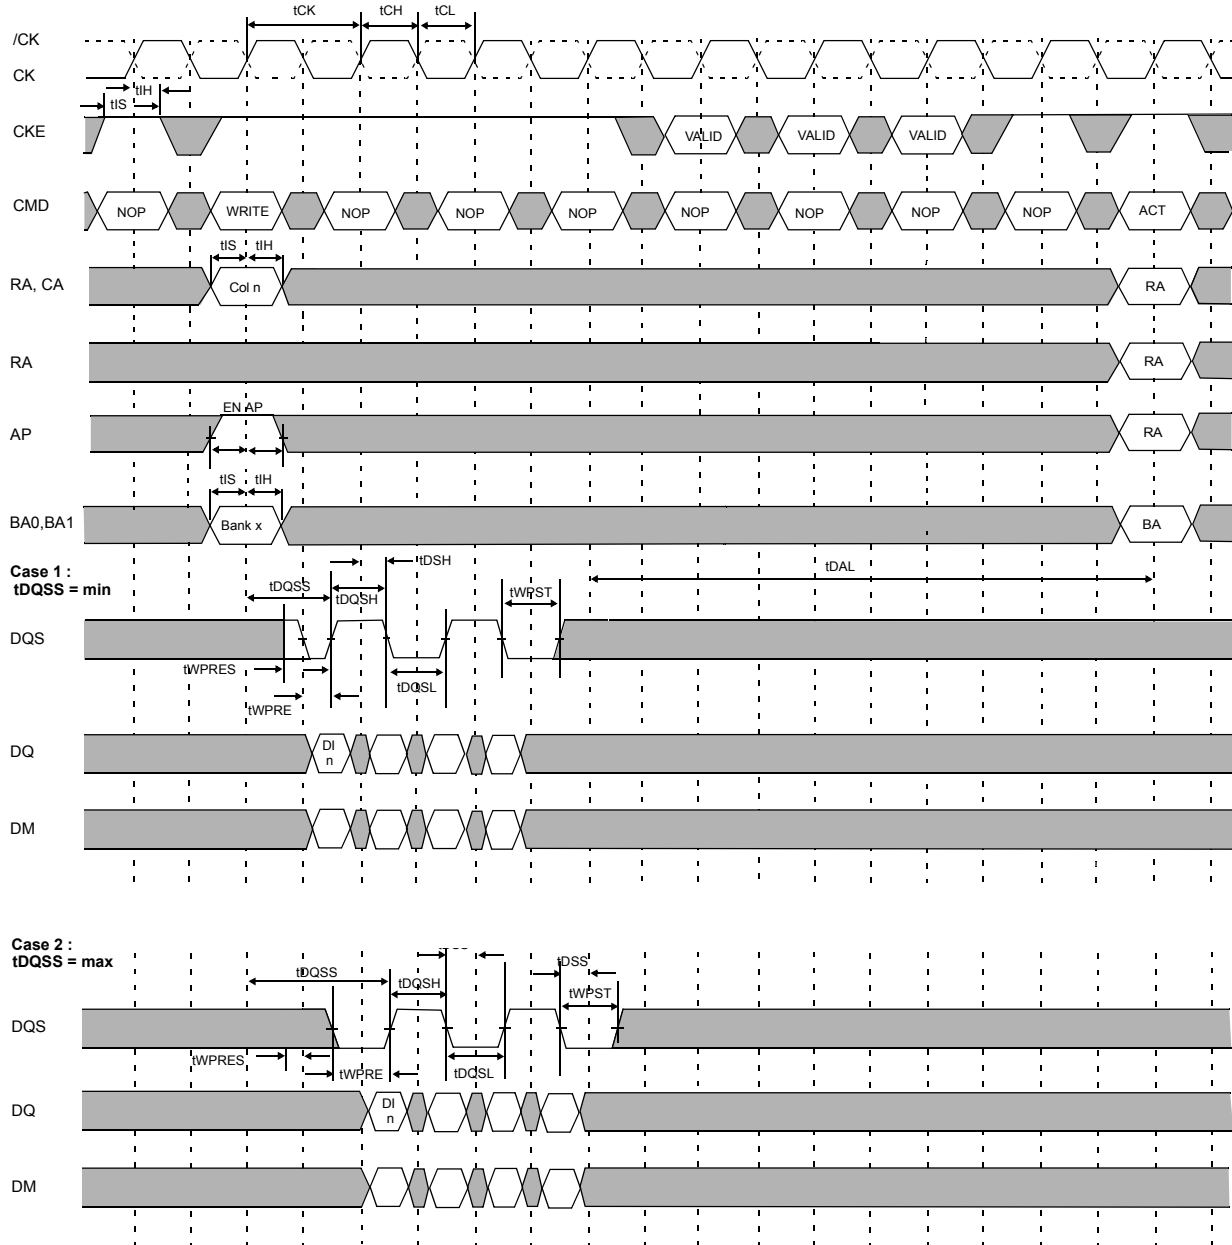 tCK tCH tCL
/CK
CK
tIH
tIS
CKE VALID VALID VALID
CMD NOP WRITE NOP NOP NOP NOP NOP NOP NOP ACT
tIS tIH
RA, CA Col n RA
RA RA
EN AP
AP RA
tIS tIH
BA0,BA1 Bank x BA
Case 1 :
tDQSS = min
tDSH
tDAL
tDQSS
tDQSH
tWPST
DQS
tWPRES
tDQSL
tWPRE
DQ DI
n
DM
Case 2 :
tDQSS = max
tDQSS tDQSH tDSS
tWPST
DQS
tWPRES tWPRE tDQSL
DQ DI
n
DM